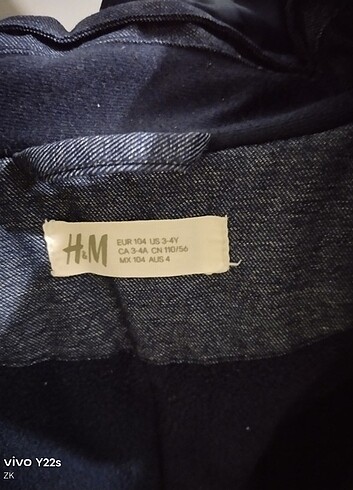 H&M
EUR 104 US 3-4Y
CA 3-4A CN 110/56
MX 104 AUS 4
vivo Y22s
ZK